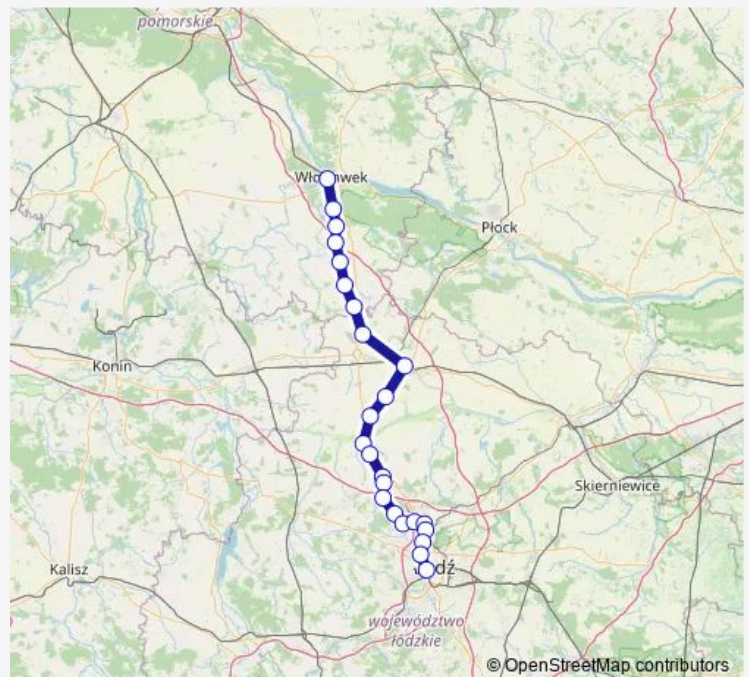 pomorskie
Płock
Konin
Skierniewice
Kalisz
województwo
łódzkie
© OpenStreetMap contributors